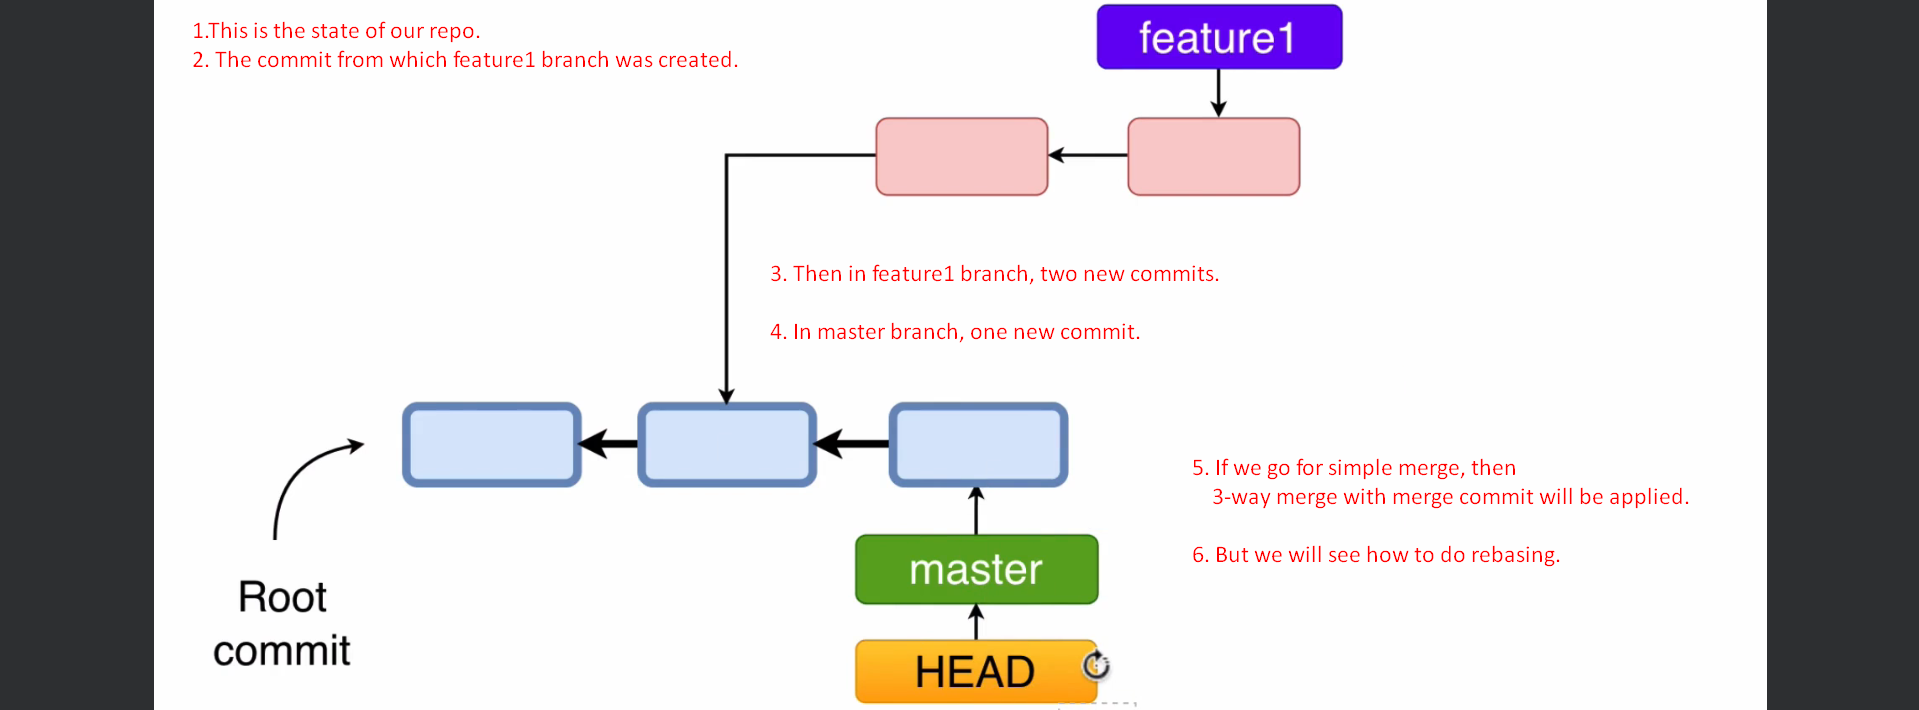 1.This is the state of our repo.
2. The commit from which feature1 branch was created.
feature1
3. Then in feature1 branch, two new commits.
4. In master branch, one new commit.
5. If we go for simple merge, then
3-way merge with merge commit will be applied.
6. But we will see how to do rebasing.
master
Root
commit
HEAD